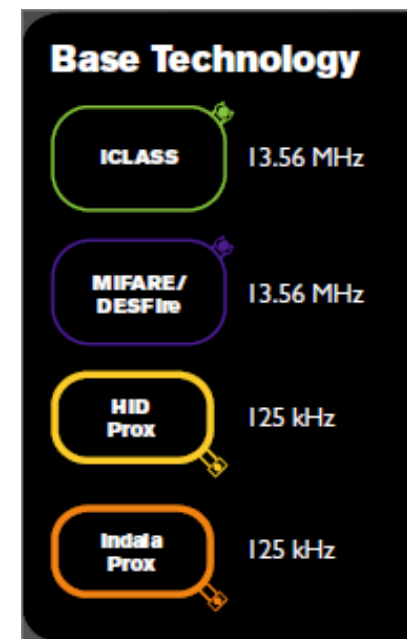 Base Technology
ICLASS 13.56 MHz
MIFARE/
DESFire 13.56 MHz
HID
Prox 125 kHz
Indala
Prox 125 kHz